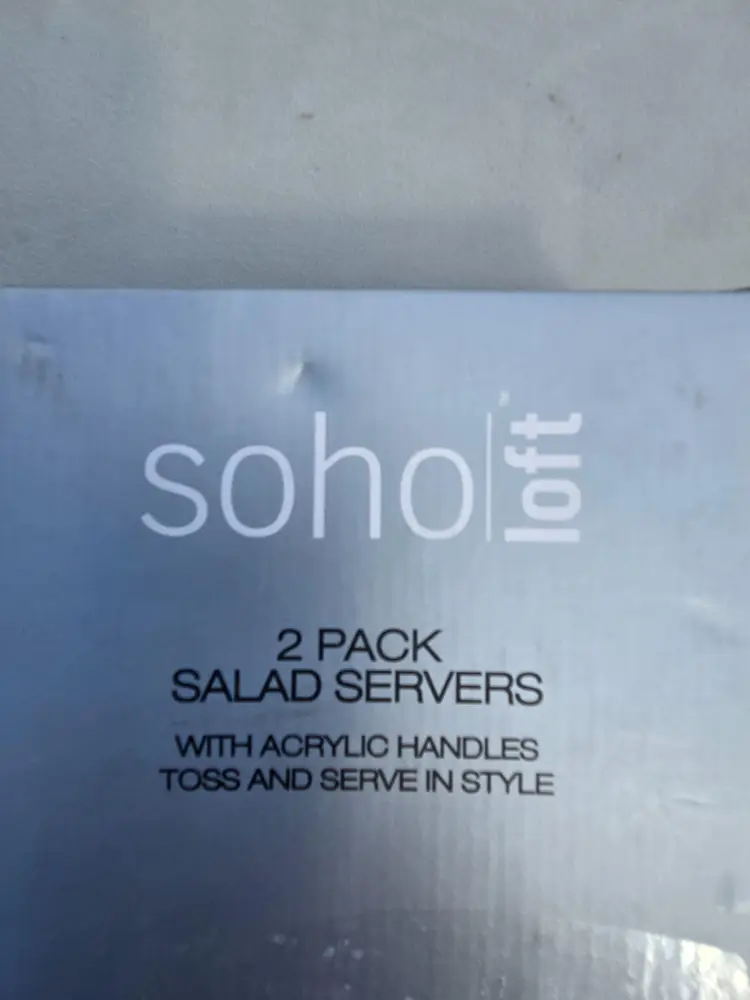 soho loft
2 PACK
SALAD SERVERS
WITH ACRYLIC HANDLES
TOSS AND SERVE IN STYLE